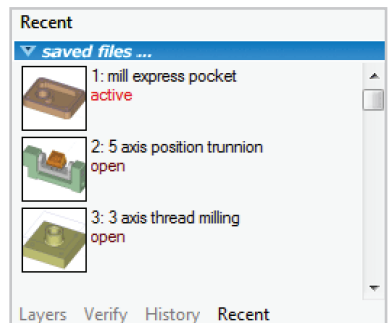 Recent
saved files ...
1: mill express pocket
active
2: 5 axis position trunnion
open
3: 3 axis thread milling
open
Layers Verify History Recent